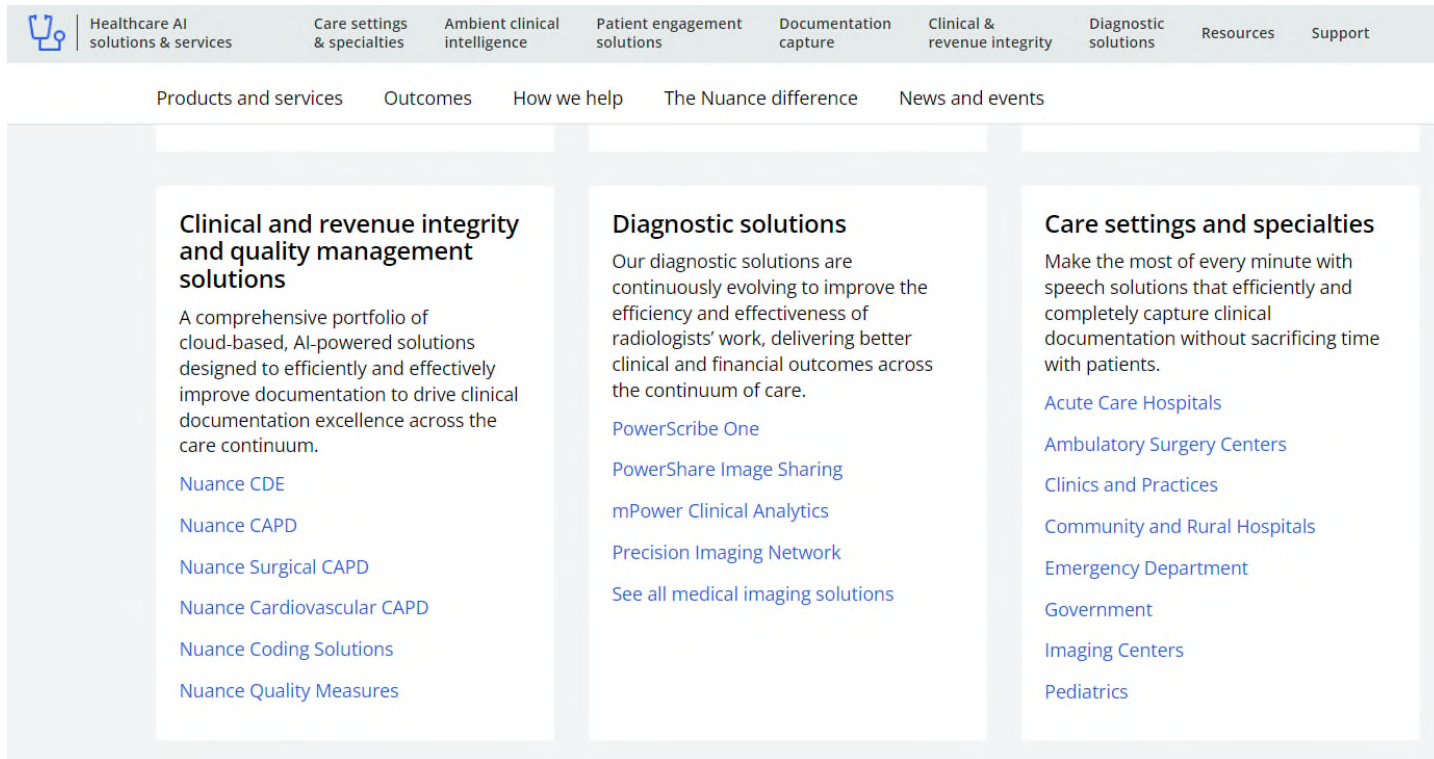 Healthcare AI
solutions & services
Care settings
& specialties
Ambient clinical
intelligence
Patient engagement
solutions
Documentation
capture
Clinical &
revenue integrity
Diagnostic
solutions
Resources
Support
Products and services
Outcomes
How we help
The Nuance difference
News and events
Clinical and revenue integrity
and quality management
solutions
A comprehensive portfolio of
cloud-based, AI-powered solutions
designed to efficiently and effectively
improve documentation to drive clinical
documentation excellence across the
care continuum.
Nuance CDE
Nuance CAPD
Nuance Surgical CAPD
Nuance Cardiovascular CAPD
Nuance Coding Solutions
Nuance Quality Measures
Diagnostic solutions
Our diagnostic solutions are
continuously evolving to improve the
efficiency and effectiveness of
radiologists’ work, delivering better
clinical and financial outcomes across
the continuum of care.
PowerScribe One
PowerShare Image Sharing
mPower Clinical Analytics
Precision Imaging Network
See all medical imaging solutions
Care settings and specialties
Make the most of every minute with
speech solutions that efficiently and
completely capture clinical
documentation without sacrificing time
with patients.
Acute Care Hospitals
Ambulatory Surgery Centers
Clinics and Practices
Community and Rural Hospitals
Emergency Department
Government
Imaging Centers
Pediatrics